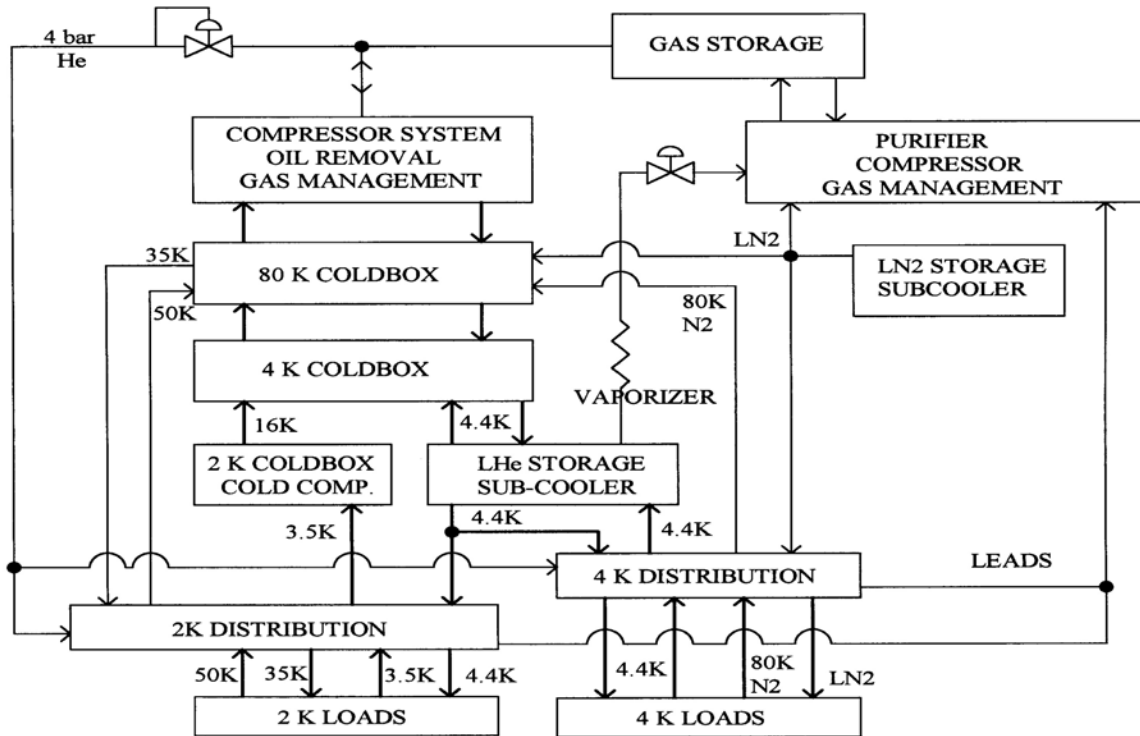 4 bar
He
GAS STORAGE
COMPRESSOR SYSTEM
OIL REMOVAL
GAS MANAGEMENT
PURIFIER
COMPRESSOR
GAS MANAGEMENT
35K
80 K COLDBOX
LN2
LN2 STORAGE
SUBCOOLER
50K
80K
N2
4 K COLDBOX
VAPORIZER
16K
4.4K
2 K COLDBOX
COLD COMP.
LHe STORAGE
SUB-COOLER
3.5K
4.4K
4.4K
4 K DISTRIBUTION
LEADS
2K DISTRIBUTION
50K
35K
3.5K
4.4K
4.4K
80K
N2
LN2
2 K LOADS
4 K LOADS